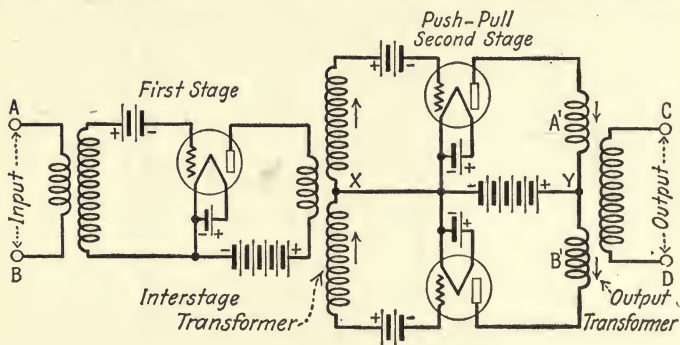 Push-Pull
Second Stage
First Stage
A
+ -
+ -
A'
C
Input
- +
- +
X
- +
Y
Output
B
- +
- +
B'
D
Interstage
Transformer
+ -
Output
Transformer